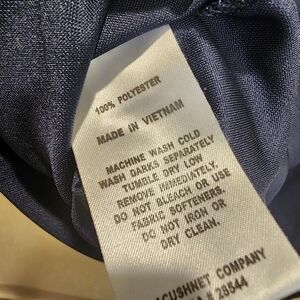 100% POLYESTER
MADE IN VIETNAM
MACHINE WASH COLD
WASH DARKS SEPARATELY
TUMBLE DRY LOW
REMOVE IMMEDIATELY.
DO NOT BLEACH OR USE
FABRIC SOFTENERS.
DO NOT IRON OR
DRY CLEAN.
ACUSHNET COMPANY
29544